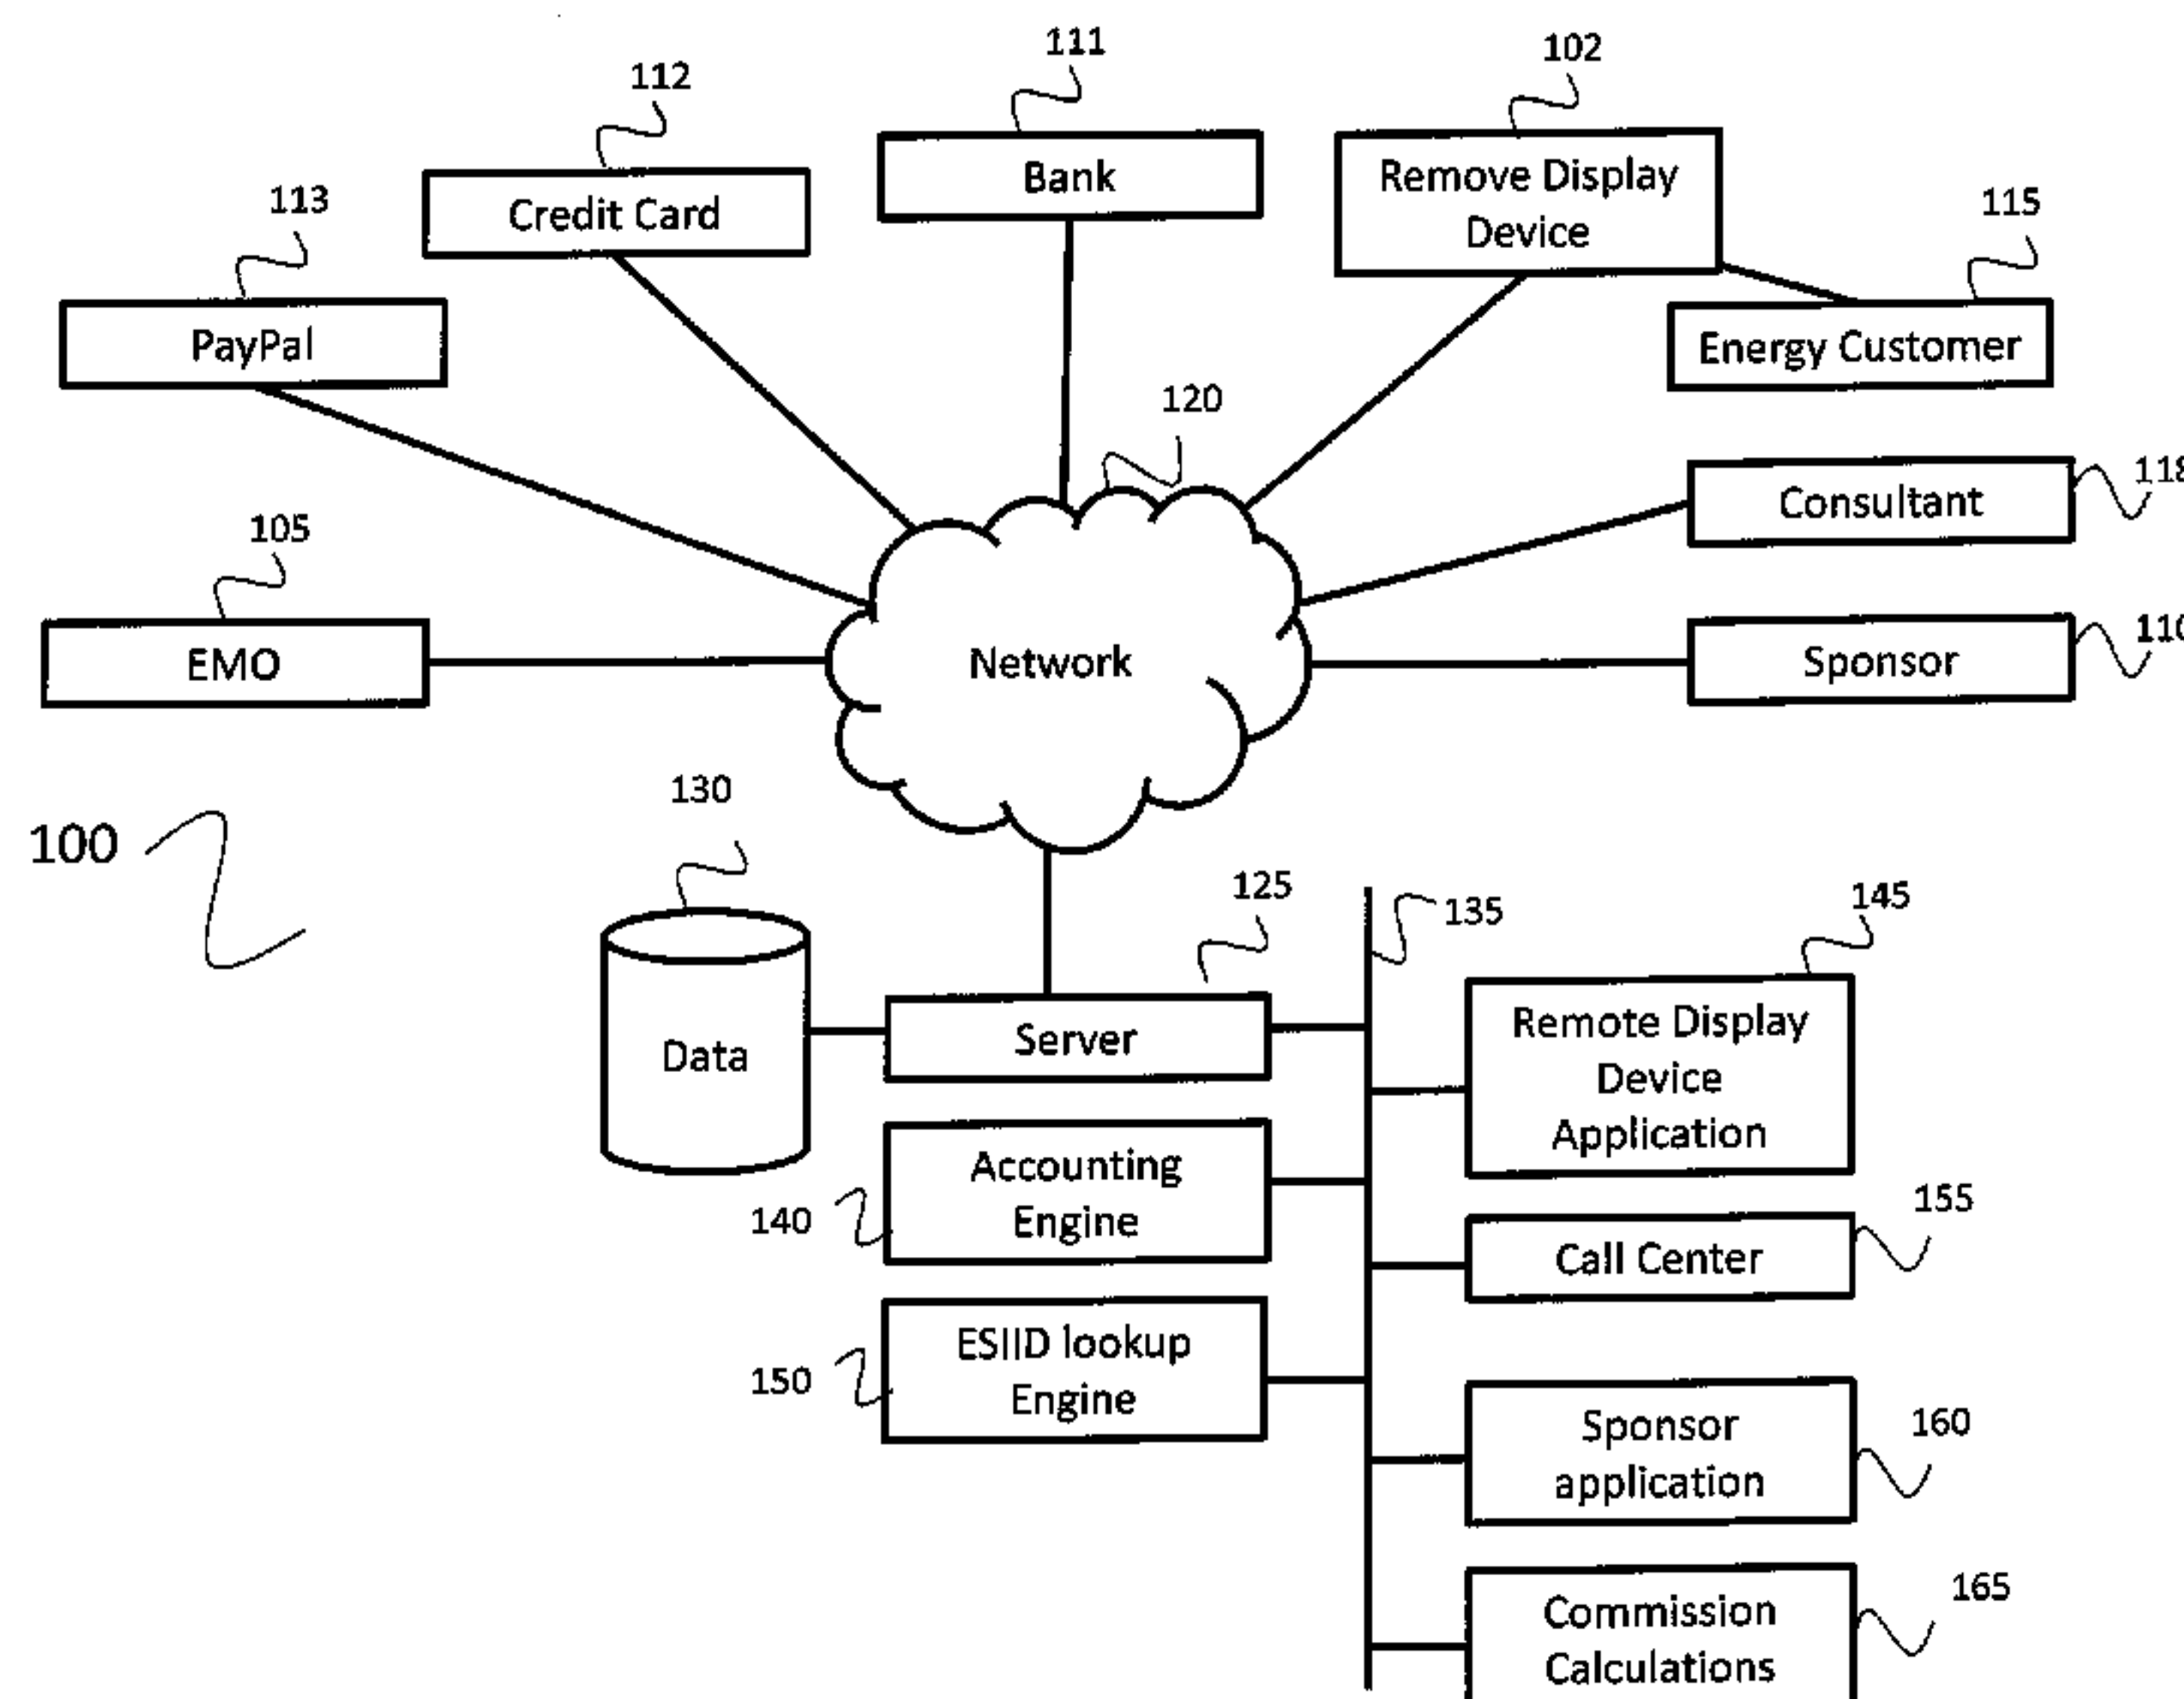 111
102
112
Bank
Remove Display
Device
113
Credit Card
115
PayPal
Energy Customer
120
118
Consultant
105
EMO
Network
110
Sponsor
130
100
125
135
145
Data
Server
Remote Display
Device
Application
Accounting
Engine
140
155
Call Center
ESIID lookup
Engine
150
Sponsor
application
160
165
Commission
Calculations